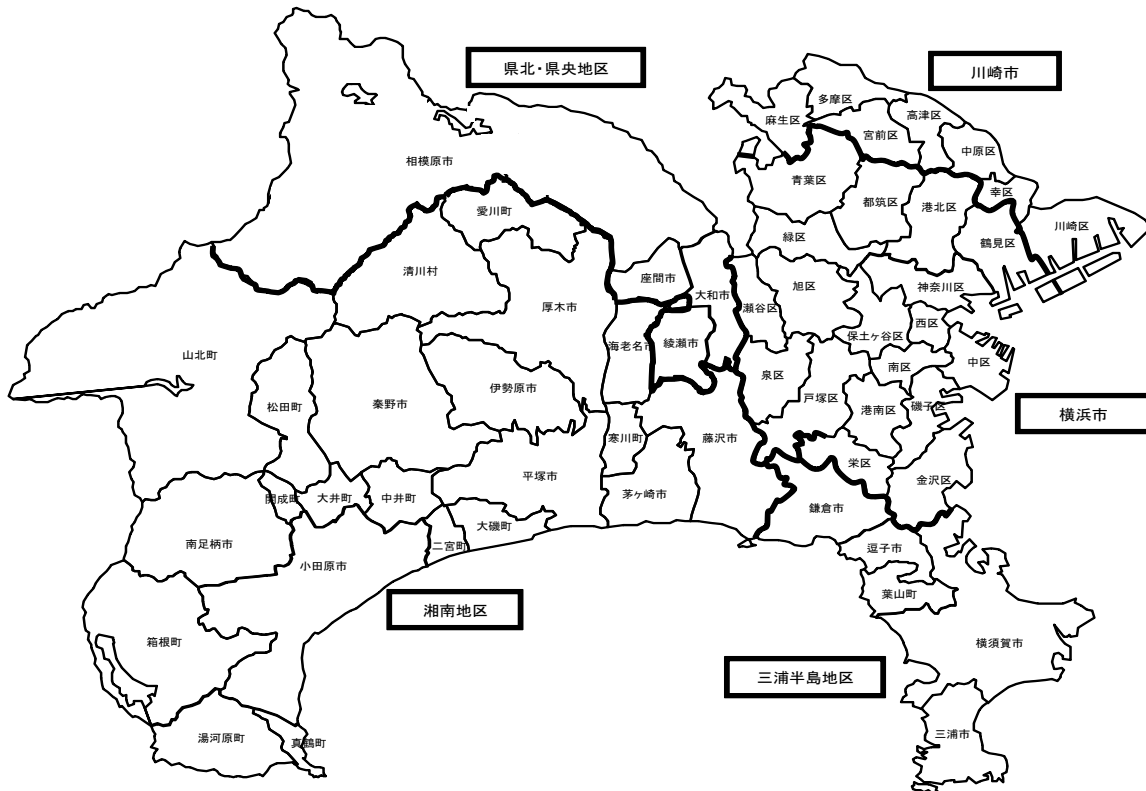 県北・県央地区
川崎市
多摩区
麻生区
高津区
宮前区
中原区
相模原市
青葉区
幸区
愛川町
都筑区
港北区
川崎区
緑区
鶴見区
清川村
座間市
旭区
神奈川区
厚木市
大和市
瀬谷区
西区
保土ヶ谷区
海老名市
綾瀬市
山北町
南区
中区
泉区
伊勢原市
秦野市
戸塚区
松田町
港南区
磯子区
横浜市
寒川町
藤沢市
栄区
平塚市
金沢区
茅ヶ崎市
開成町
大井町
中井町
鎌倉市
大磯町
南足柄市
二宮町
逗子市
小田原市
葉山町
湘南地区
箱根町
横須賀市
三浦半島地区
三浦市
湯河原町
真鶴町